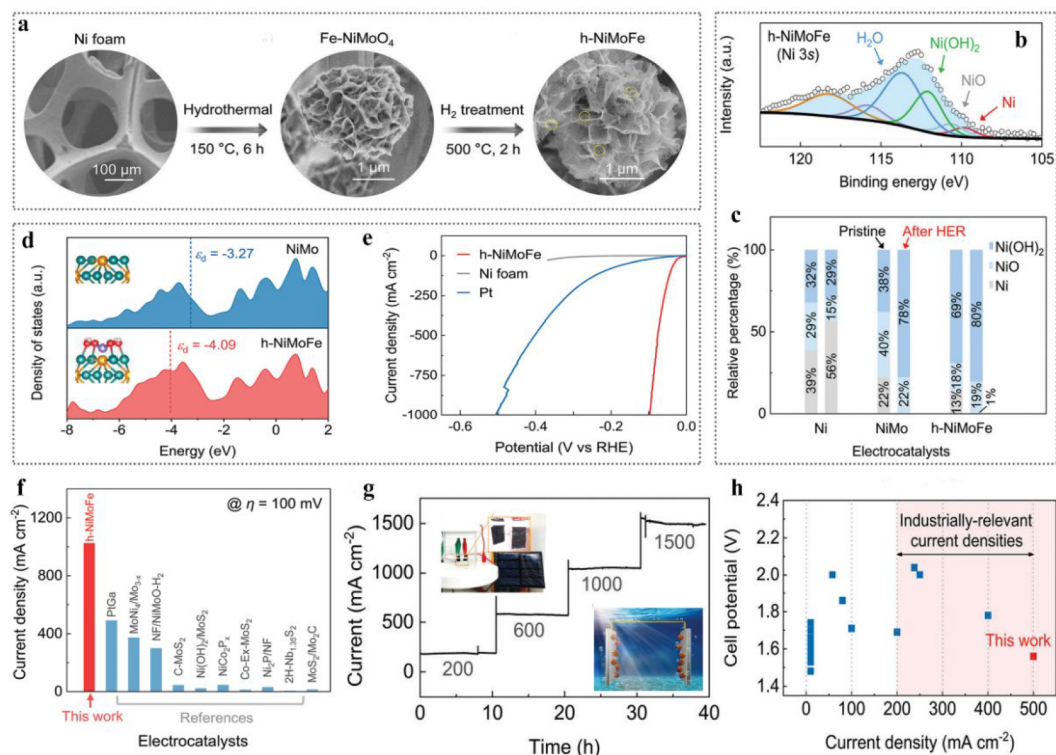 a
Ni foam
Fe-NiMoO₄
h-NiMoFe
Hydrothermal
150 °C, 6 h
H₂ treatment
500 °C, 2 h
100 μm
1 μm
1 μm
b
h-NiMoFe
(Ni 3s)
H₂O
Ni(OH)₂
NiO
Ni
Intensity (a.u.)
120 115 110 105
Binding energy (eV)
c
Pristine
After HER
Ni(OH)₂
NiO
Ni
Relative percentage (%)
100
50
0
32% 29% 38% 78% 69% 80%
29% 15% 40% 22% 18% 19%
39% 56% 22% 13% 1%
Ni NiMo h-NiMoFe
Electrocatalysts
d
εd = -3.27
NiMo
εd = -4.09
h-NiMoFe
Density of states (a.u.)
-8 -6 -4 -2 0 2
Energy (eV)
e
h-NiMoFe
Ni foam
Pt
Current density (mA cm⁻²)
0
-250
-500
-750
-1000
-0.6 -0.4 -0.2 0.0
Potential (V vs RHE)
f
@ η = 100 mV
Current density (mA cm⁻²)
1200
800
400
0
h-NiMoFe
PtGa
MoNi₄/Mo₃₋ₓ
NF/NiMoO-H₂
C-MoS₂
Ni(OH)₂/MoS₂
NiCo₂Pₓ
Co-Ex-MoS₂
Ni₂P/NF
2H-Nb₁.₃₅S₂
MoS₂/Mo₂C
This work
References
Electrocatalysts
g
Current (mA cm⁻²)
1500
1000
500
0
200
600
1000
1500
0 10 20 30 40
Time (h)
h
Cell potential (V)
2.4
2.2
2.0
1.8
1.6
1.4
Industrially-relevant
current densities
This work
0 100 200 300 400 500
Current density (mA cm⁻²)